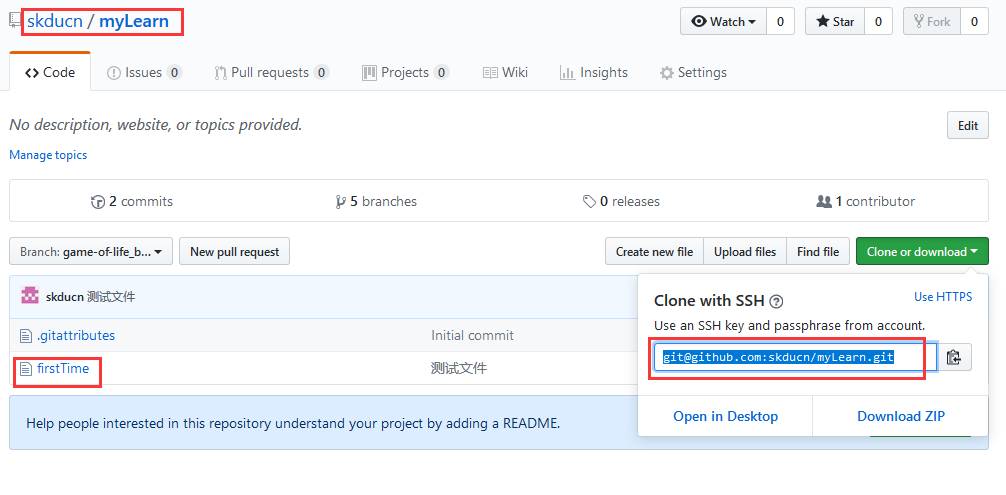 skducn / myLearn
Watch 0 Star 0 Fork 0
Code Issues 0 Pull requests 0 Projects 0 Wiki Insights Settings
No description, website, or topics provided. Edit
Manage topics
2 commits 5 branches 0 releases 1 contributor
Branch: game-of-life_b... New pull request Create new file Upload files Find file Clone or download
skducn 测试文件
.gitattributes Initial commit
firstTime 测试文件
Help people interested in this repository understand your project by adding a README.
Clone with SSH Use HTTPS
Use an SSH key and passphrase from account.
git@github.com:skducn/myLearn.git
Open in Desktop Download ZIP